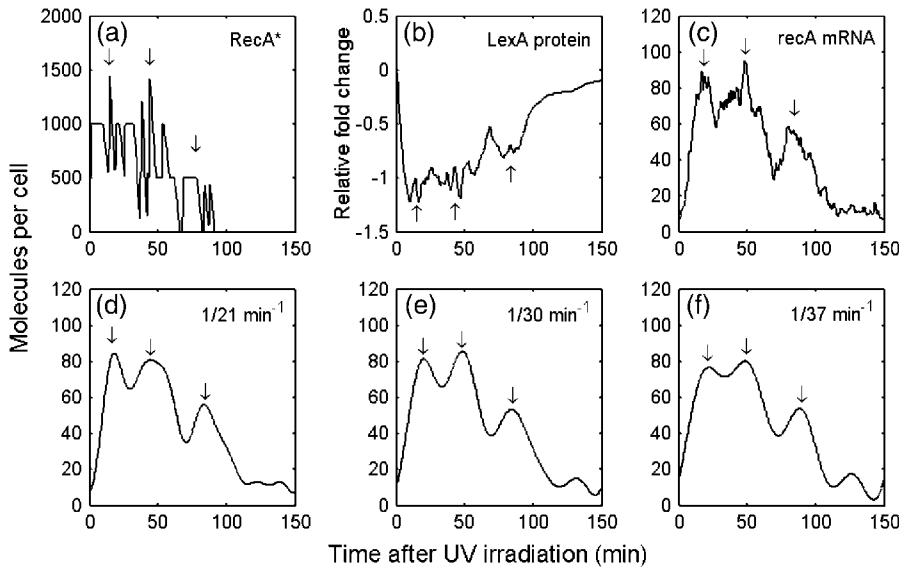 (a) RecA*
2000
1500
1000
500
0
0 50 100 150
(b) LexA protein
Relative fold change
-0.5
0
-0.5
-1
-1.5
0 50 100 150
(c) recA mRNA
120
100
80
60
40
20
0
0 50 100 150
Molecules per cell
(d) 1/21 min-1
120
100
80
60
40
20
0
0 50 100 150
(e) 1/30 min-1
120
100
80
60
40
20
0
0 50 100 150
(f) 1/37 min-1
120
100
80
60
40
20
0
0 50 100 150
Time after UV irradiation (min)